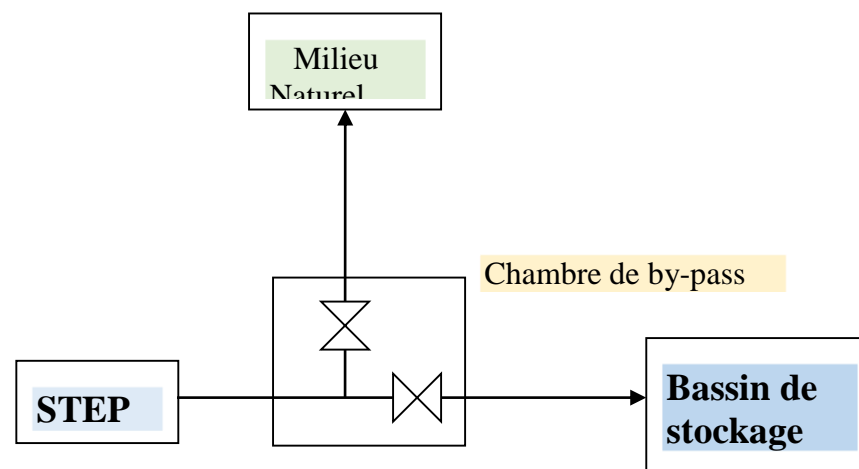 Milieu
Naturel
Chambre de by-pass
STEP
Bassin de
stockage